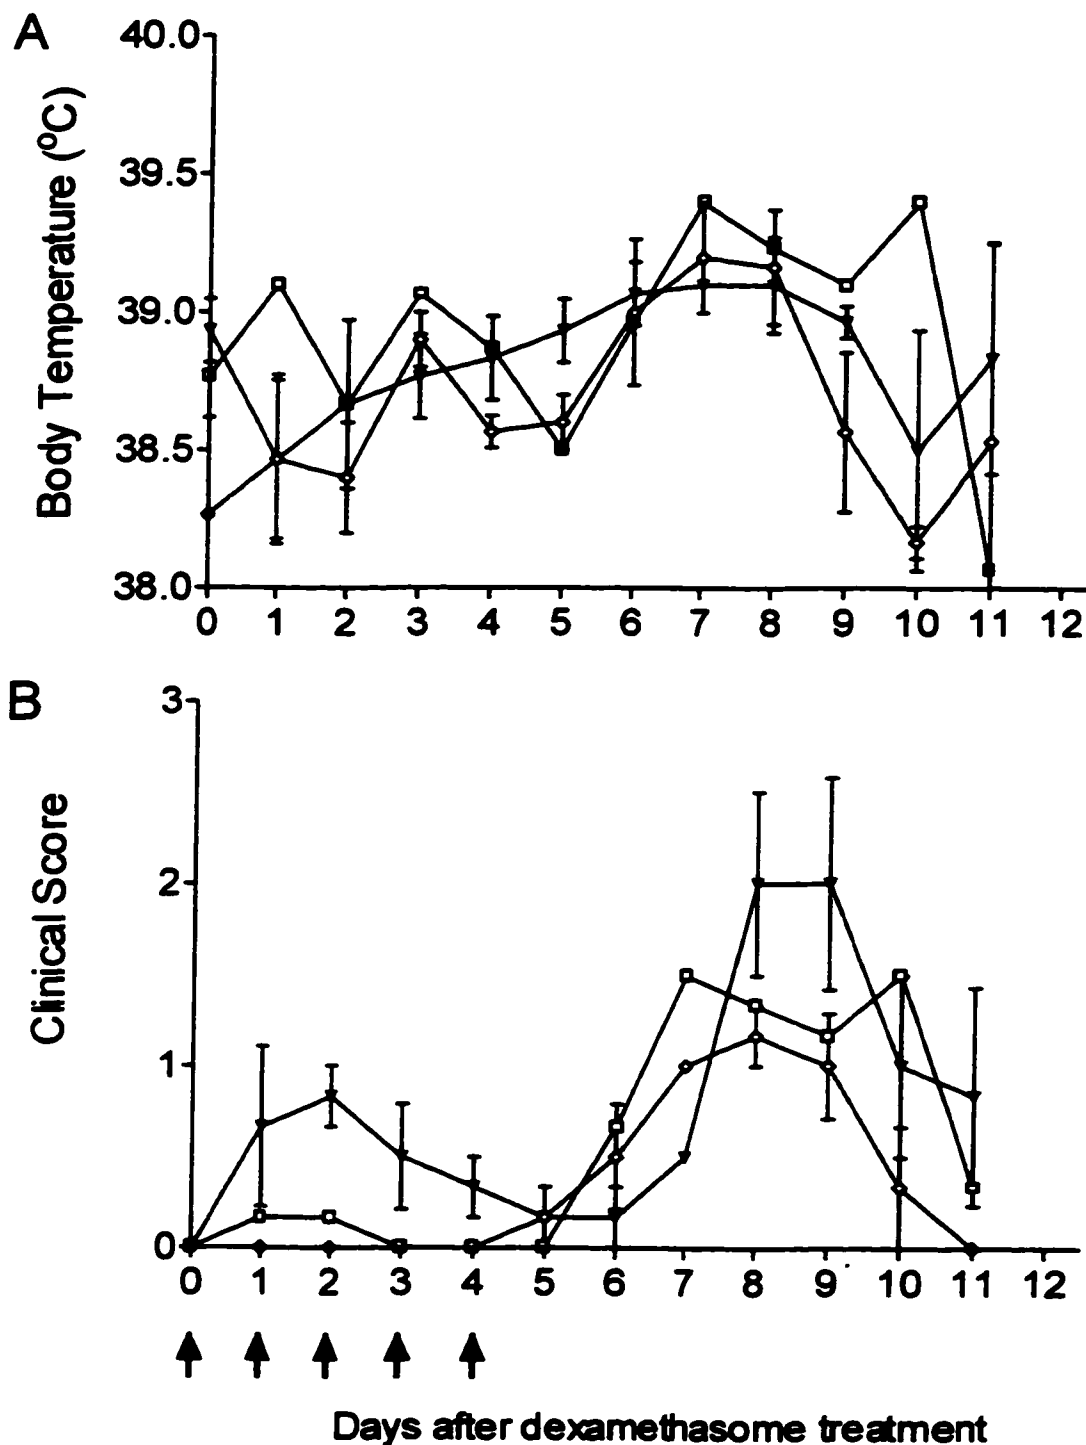 A
Body Temperature (°C)
40.0
39.5
39.0
38.5
38.0
0 1 2 3 4 5 6 7 8 9 10 11 12
B
Clinical Score
3
2
1
0
0 1 2 3 4 5 6 7 8 9 10 11 12
Days after dexamethasome treatment